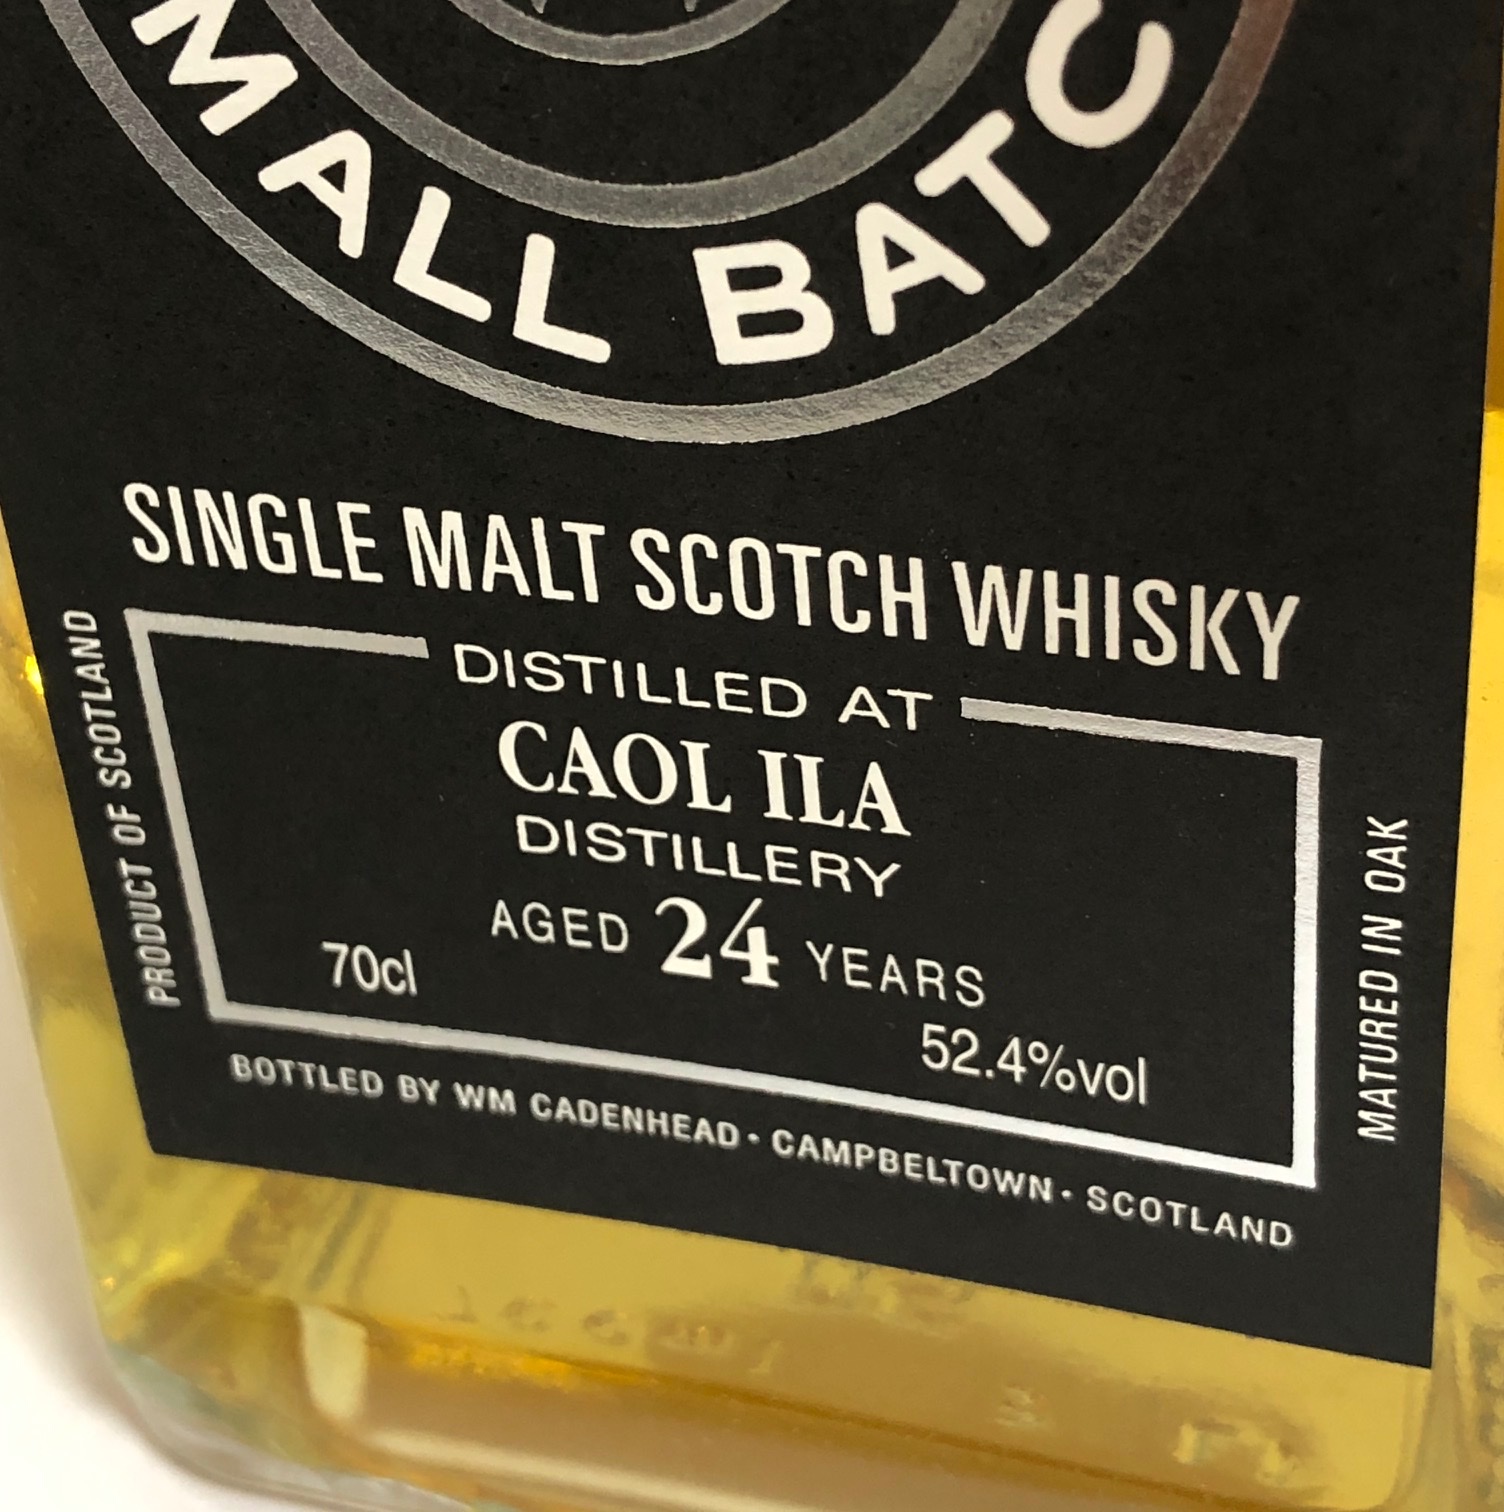 MALL BATC
SINGLE MALT SCOTCH WHISKY
PRODUCT OF SCOTLAND
DISTILLED AT
CAOL ILA
DISTILLERY
AGED 24 YEARS
70cl
52.4%vol
MATURED IN OAK
BOTTLED BY WM CADENHEAD · CAMPBELTOWN · SCOTLAND